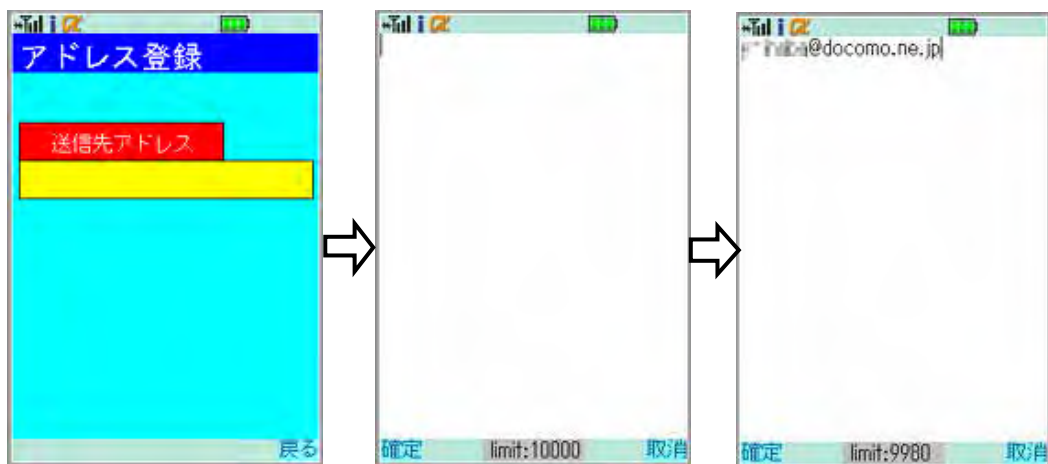 アドレス登録
送信先アドレス
戻る
確定 limit:10000 取消
@docomo.ne.jp
確定 limit:9980 取消